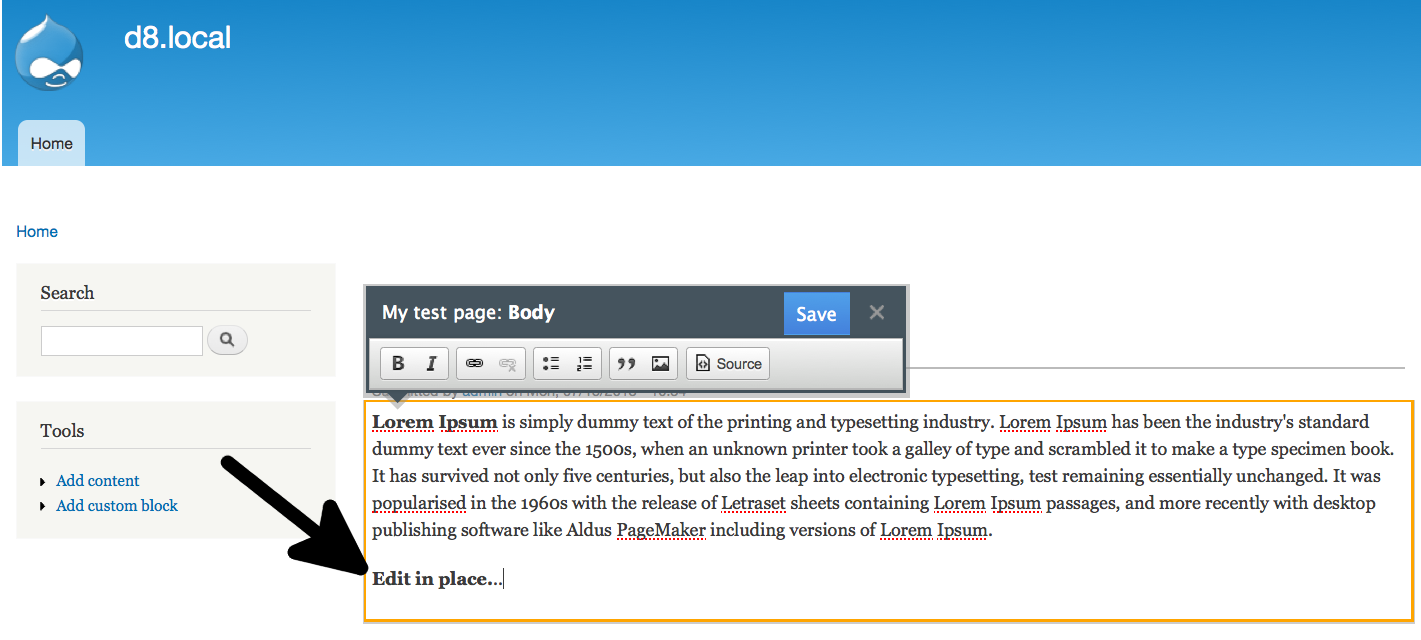 d8.local
Home
Home
Search
Tools
Add content
Add custom block
My test page: Body
Save
B I
Source
Lorem Ipsum is simply dummy text of the printing and typesetting industry. Lorem Ipsum has been the industry's standard
dummy text ever since the 1500s, when an unknown printer took a galley of type and scrambled it to make a type specimen book.
It has survived not only five centuries, but also the leap into electronic typesetting, test remaining essentially unchanged. It was
popularised in the 1960s with the release of Letraset sheets containing Lorem Ipsum passages, and more recently with desktop
publishing software like Aldus PageMaker including versions of Lorem Ipsum.
Edit in place...